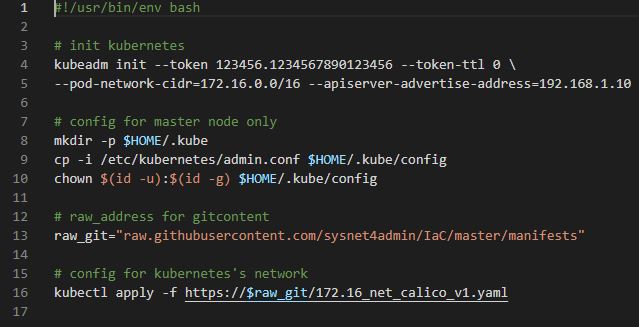 1 #!/usr/bin/env bash
2
3 # init kubernetes
4 kubeadm init --token 123456.1234567890123456 --token-ttl 0 \
5 --pod-network-cidr=172.16.0.0/16 --apiserver-advertise-address=192.168.1.10
6
7 # config for master node only
8 mkdir -p $HOME/.kube
9 cp -i /etc/kubernetes/admin.conf $HOME/.kube/config
10 chown $(id -u):$(id -g) $HOME/.kube/config
11
12 # raw_address for gitcontent
13 raw_git="raw.githubusercontent.com/sysnet4admin/IaC/master/manifests"
14
15 # config for kubernetes's network
16 kubectl apply -f https://$raw_git/172.16_net_calico_v1.yaml
17